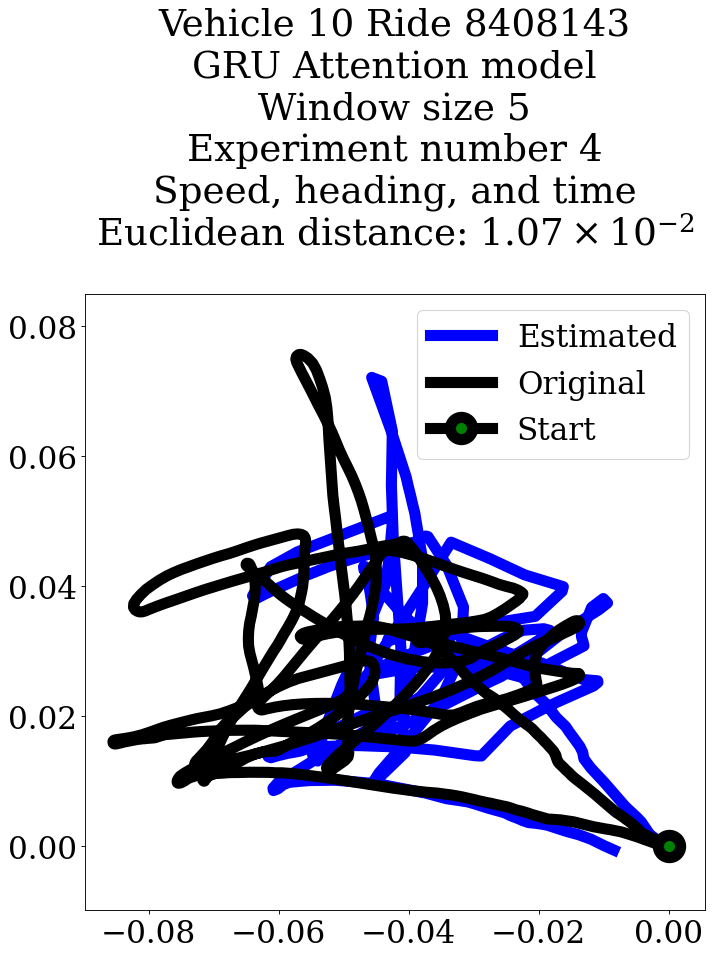 Vehicle 10 Ride 8408143
GRU Attention model
Window size 5
Experiment number 4
Speed, heading, and time
Euclidean distance: 1.07 × 10⁻²
Estimated
Original
Start
0.08
0.06
0.04
0.02
0.00
−0.08 −0.06 −0.04 −0.02 0.00